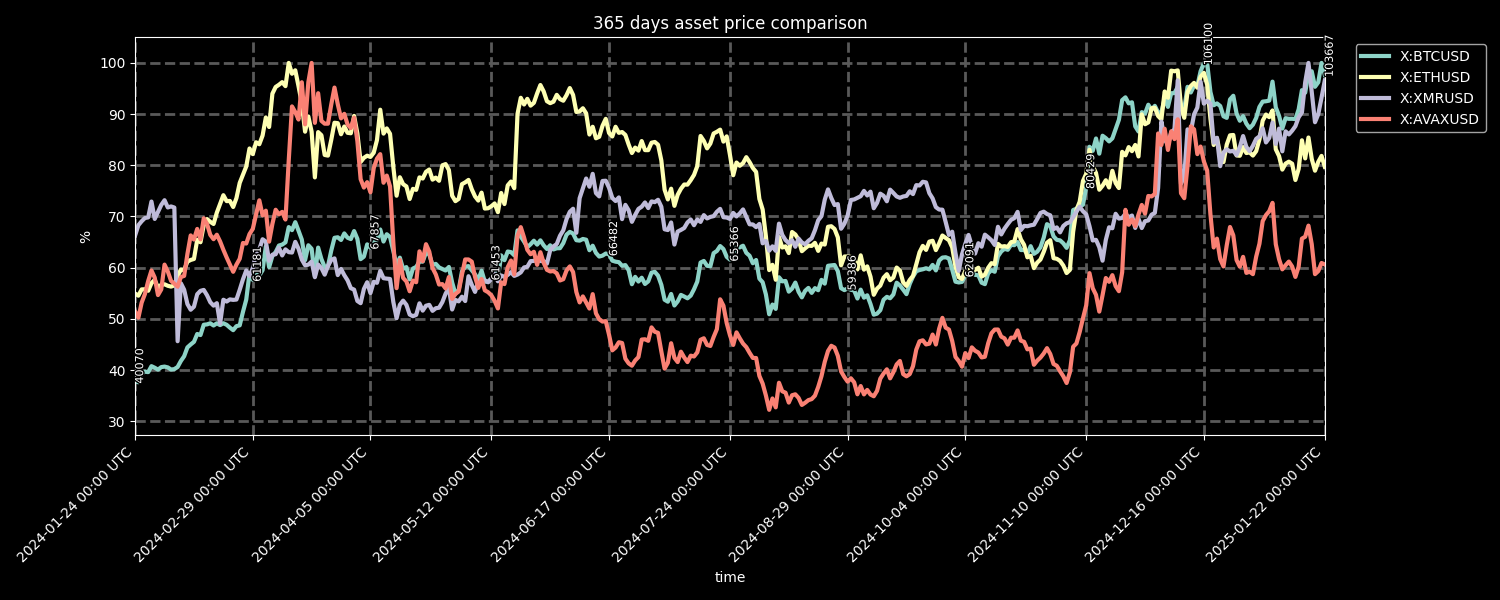 365 days asset price comparison
X:BTCUSD
X:ETHUSD
X:XMRUSD
X:AVAXUSD
%
100
90
80
70
60
50
40
30
40070
61181
67857
61453
66482
65366
59386
62091
80429
106100
103667
2024-01-24 00:00 UTC
2024-02-29 00:00 UTC
2024-04-05 00:00 UTC
2024-05-12 00:00 UTC
2024-06-17 00:00 UTC
2024-07-24 00:00 UTC
2024-08-29 00:00 UTC
2024-10-04 00:00 UTC
2024-11-10 00:00 UTC
2024-12-16 00:00 UTC
2025-01-22 00:00 UTC
time